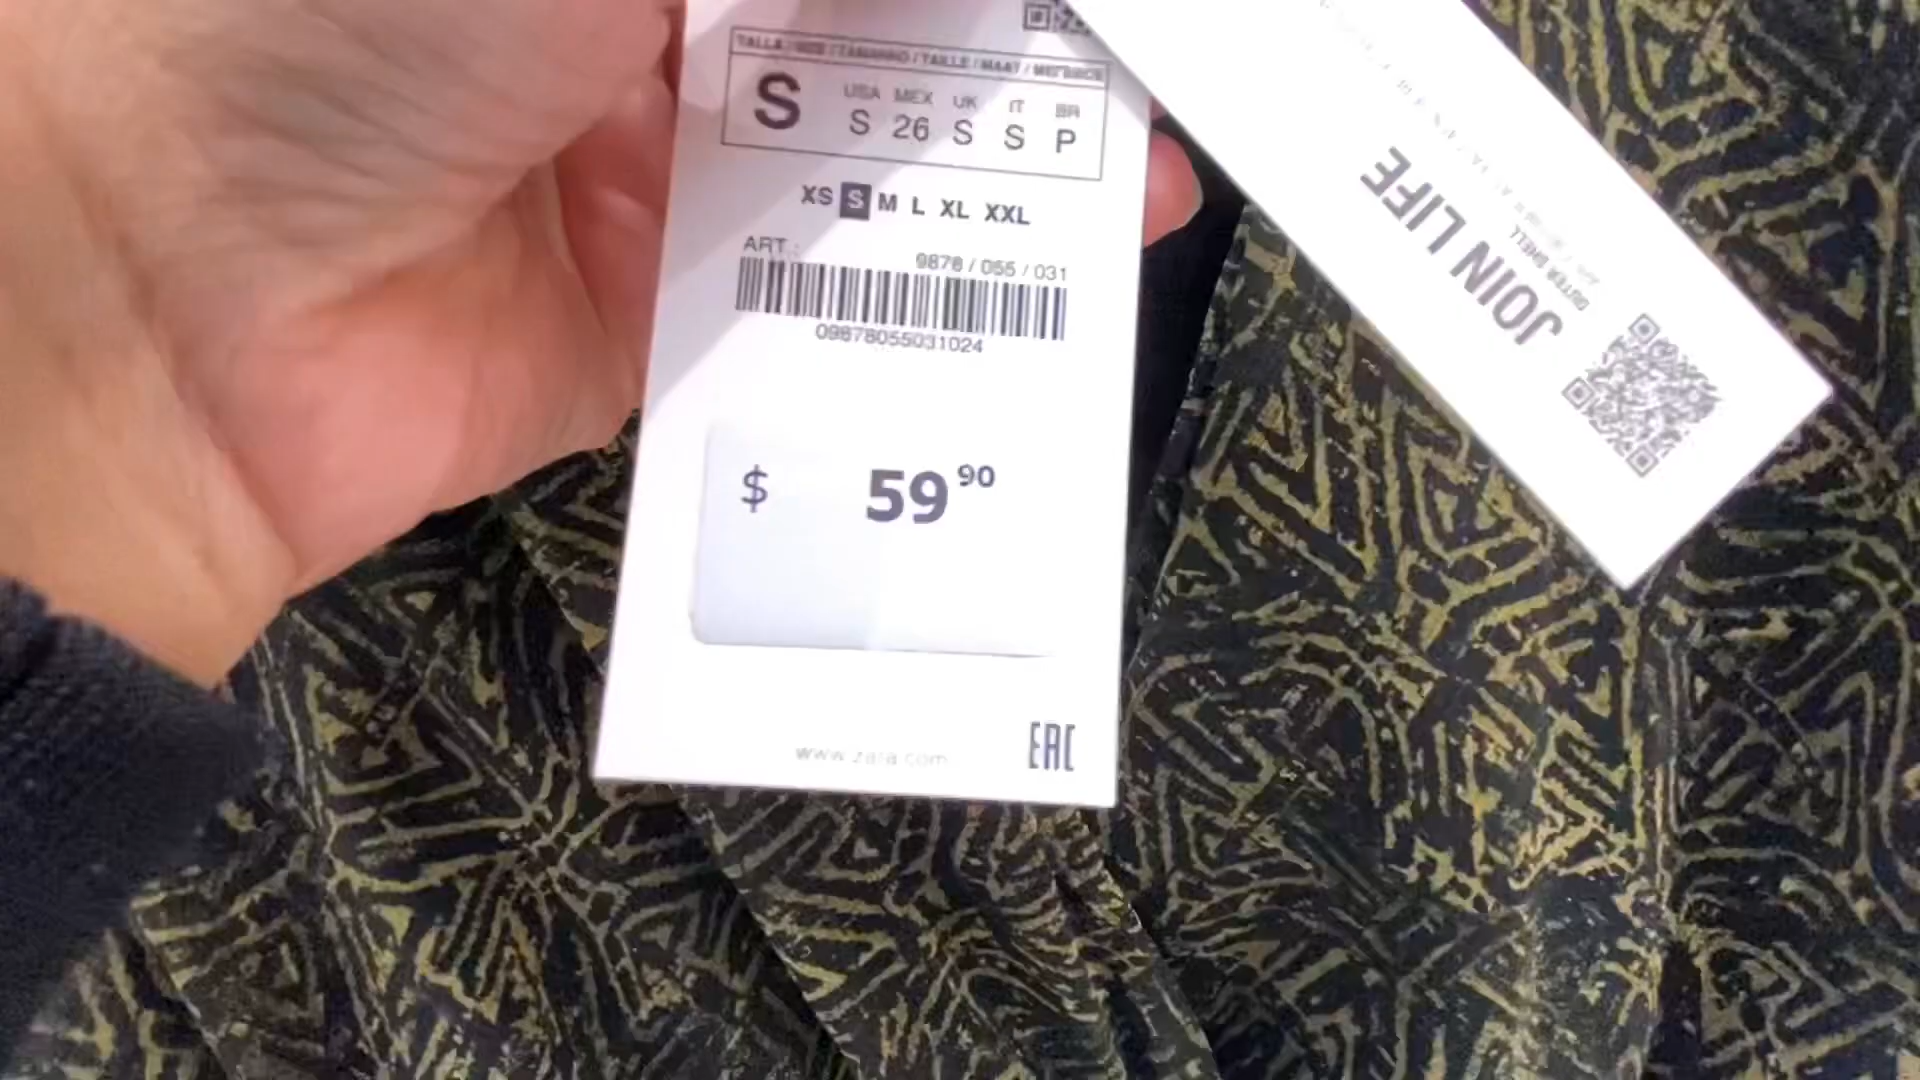 TALLA / SIZE / TAMANHO / TAILLE / MAAT /
S
USA MEX UK IT BR
S 26 S S P
XS S M L XL XXL
ART.:
9878 / 055 / 031
09878055031024
$ 59 90
www.zara.com
EAC
JOIN LIFE
OUTER SHELL